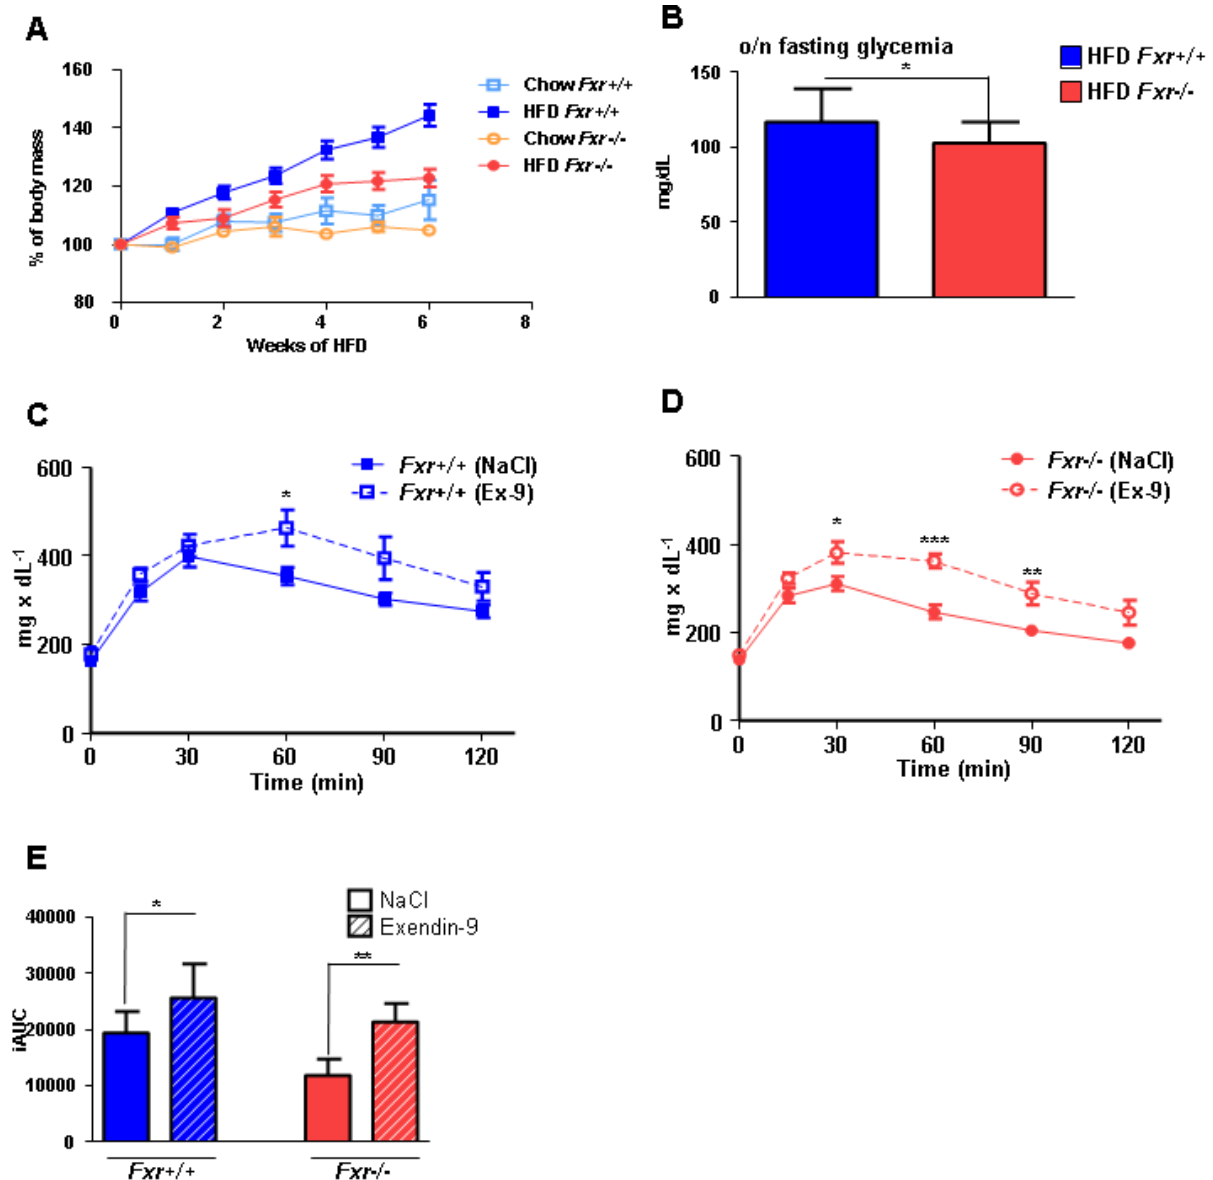 A
160
140
120
100
80
% of body mass
0 2 4 6 8
Weeks of HFD
Chow Fxr+/+
HFD Fxr+/+
Chow Fxr-/-
HFD Fxr-/-
B
o/n fasting glycemia
*
150
100
50
0
mg/dL
HFD Fxr+/+
HFD Fxr-/-
C
600
400
200
0
mg x dL-1
0 30 60 90 120
Time (min)
Fxr+/+ (NaCl)
Fxr+/+ (Ex-9)
*
D
600
400
200
0
mg x dL-1
0 30 60 90 120
Time (min)
Fxr-/- (NaCl)
Fxr-/- (Ex-9)
* *** **
E
40000
30000
20000
10000
0
iAUC
NaCl
Exendin-9
*
**
Fxr+/+ Fxr-/-